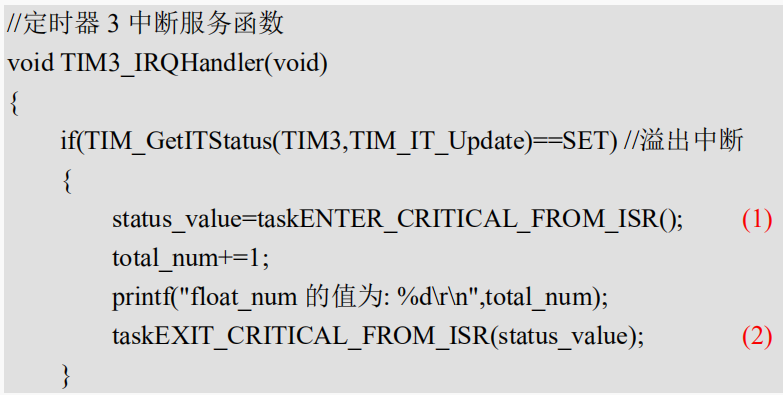 //定时器 3 中断服务函数
void TIM3_IRQHandler(void)
{
if(TIM_GetITStatus(TIM3,TIM_IT_Update)==SET) //溢出中断
{
status_value=taskENTER_CRITICAL_FROM_ISR(); (1)
total_num+=1;
printf("float_num 的值为: %d\r\n",total_num);
taskEXIT_CRITICAL_FROM_ISR(status_value); (2)
}